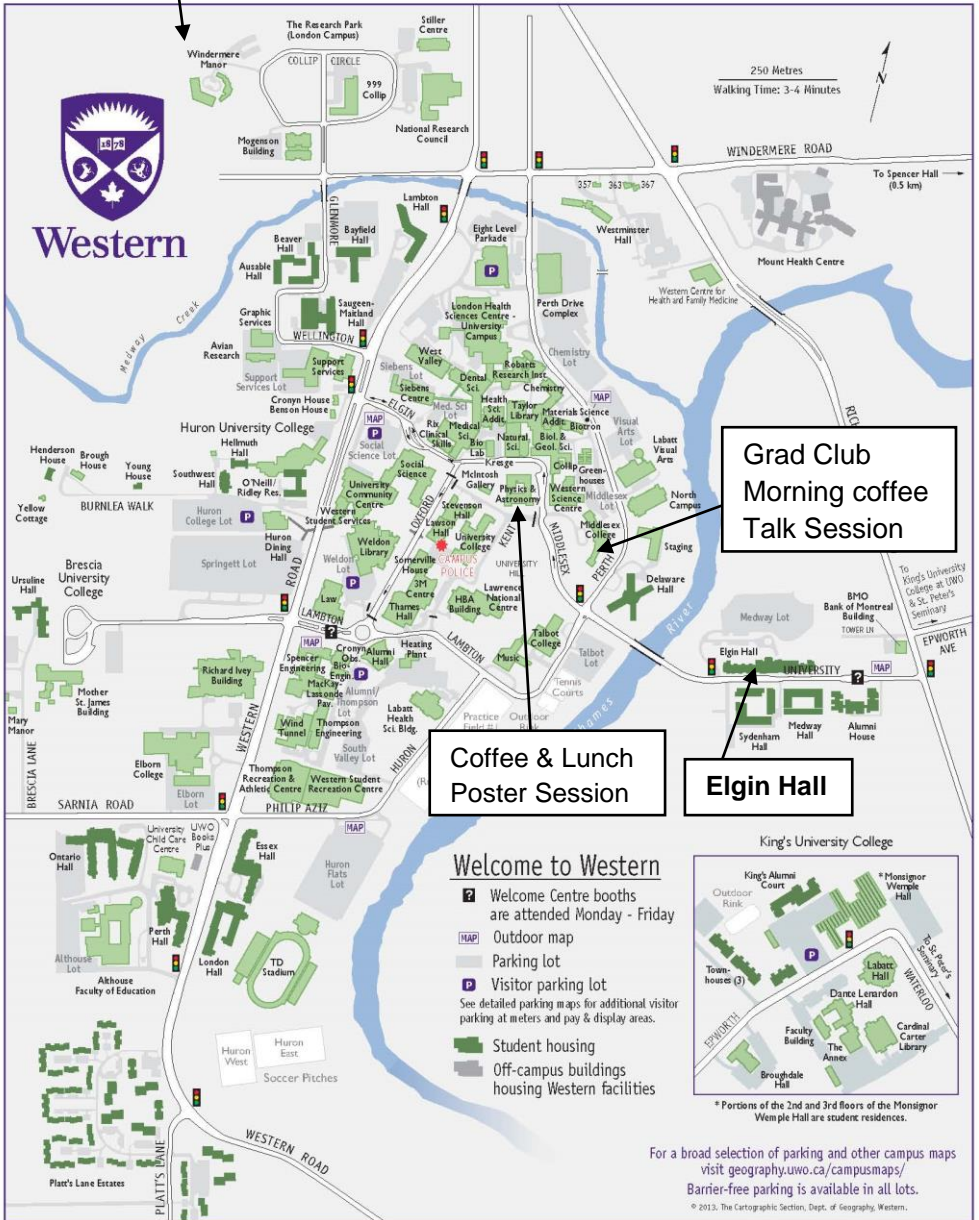 The Research Park
(London Campus)
Stiller
Centre
Windermere
Manor
COLLIP CIRCLE
999
Collip
250 Metres
Walking Time: 3-4 Minutes
N
1878
Western
Mogenson
Building
National Research
Council
WINDERMERE ROAD
To Spencer Hall
(0.5 km)
357
363
367
GLENMORE
Lambton
Hall
Beaver
Hall
Bayfield
Hall
Eight Level
Parkade
P
Westminster
Hall
Mount Health Centre
Ausable
Hall
Perth Drive
Complex
Western Centre for
Health and Family Medicine
Medway Creek
Saugeen-
Maitland
Hall
Graphic
Services
London Health
Sciences Centre -
University
Campus
WELLINGTON
Avian
Research
Support
Services
Support
Services Lot
West
Valley
Siebens
Lot
Siebens
Centre
Dental
Sci.
Robarts
Research Inst.
Chemistry
Lot
Chemistry
Cronyn House
Benson House
ELGIN
Med. Sci
Lot
Health
Sci.
Addit.
Taylor
Library
Materials Science
Addit.
Biotron
MAP
Visual
Arts
Lot
RICH
Huron University College
MAP
P
Social
Science Lot
Rix
Clinical
Skills
Medical
Sci.
Bio
Lab
Natural
Sci.
Biol. &
Geol. Sci.
Labatt
Visual
Arts
Hellmuth
Hall
Henderson
House
Brough
House
Young
House
Southwest
Hall
O'Neill/
Ridley Res.
Social
Science
Kresge
Collip
Green-
houses
McIntosh
Gallery
Physics &
Astronomy
Western
Science
Centre
Middlesex
Lot
North
Campus
Grad Club
Morning coffee
Talk Session
BURNLEA WALK
Yellow
Cottage
Huron
College Lot
P
University
Community
Centre
Western
Student Services
OXFORD
Stevenson
Hall
Lawson
Hall
University
College
KENT
MIDDLESEX
Middlesex
College
PERTH
Staging
Huron
Dining
Hall
Weldon
Library
CAMPUS
POLICE
UNIVERSITY
HILL
Springett Lot
Weldon
Lot
P
Somerville
House
3M
Centre
Lawrence
National
Centre
Delaware
Hall
To
King's University
College at UWO
& St. Peter's
Seminary
Brescia
University
College
Ursuline
Hall
ROAD
Law
Thames
Hall
HBA
Building
River
Medway Lot
BMO
Bank of Montreal
Building
TOWER LN
EPWORTH
AVE
LAMBTON
?
MAP
Cronyn
Obs.
Alumni
Hall
Heating
Plant
LAMBTON
Talbot
College
Talbot
Lot
Elgin Hall
UNIVERSITY
?
MAP
Spencer
Engineering
Bio-
Engin.
P
Music
Richard Ivey
Building
MacKay-
Lassonde
Pav.
Alumni/
Thompson
Lot
Tennis
Courts
Mother
St. James
Building
Labatt
Health
Sci. Bldg.
Sydenham
Hall
Medway
Hall
Alumni
House
Mary
Manor
Wind
Tunnel
Thompson
Engineering
Practice
Outdoor
Thames
BRESCIA LANE
WESTERN
South
Valley Lot
HURON
Coffee & Lunch
Poster Session
Elgin Hall
Elborn
College
Elborn
Lot
Thompson
Recreation &
Athletic Centre
Western Student
Recreation Centre
SARNIA ROAD
PHILIP AZIZ
MAP
Ontario
Hall
University
Child Care
Centre
UWO
Books
Plus
Essex
Hall
Huron
Flats
Lot
Perth
Hall
Althouse
Lot
Althouse
Faculty of Education
London
Hall
TD
Stadium
Huron
West
Huron
East
Soccer Pitches
PLATT'S LANE
WESTERN ROAD
Platt's Lane Estates
Welcome to Western
? Welcome Centre booths
are attended Monday - Friday
MAP Outdoor map
Parking lot
P Visitor parking lot
See detailed parking maps for additional visitor
parking at meters and pay & display areas.
Student housing
Off-campus buildings
housing Western facilities
King's University College
Outdoor
Rink
King's Alumni
Court
* Monsignor
Wemple
Hall
To St. Peter's
Seminary
P
Town-
houses (3)
Labatt
Hall
WATERLOO
Dante Lenardon
Hall
EPWORTH
Faculty
Building
The
Annex
Cardinal
Carter
Library
Broughdale
Hall
* Portions of the 2nd and 3rd floors of the Monsignor
Wemple Hall are student residences.
For a broad selection of parking and other campus maps
visit geography.uwo.ca/campusmaps/
Barrier-free parking is available in all lots.
© 2013. The Cartographic Section, Dept. of Geography, Western.